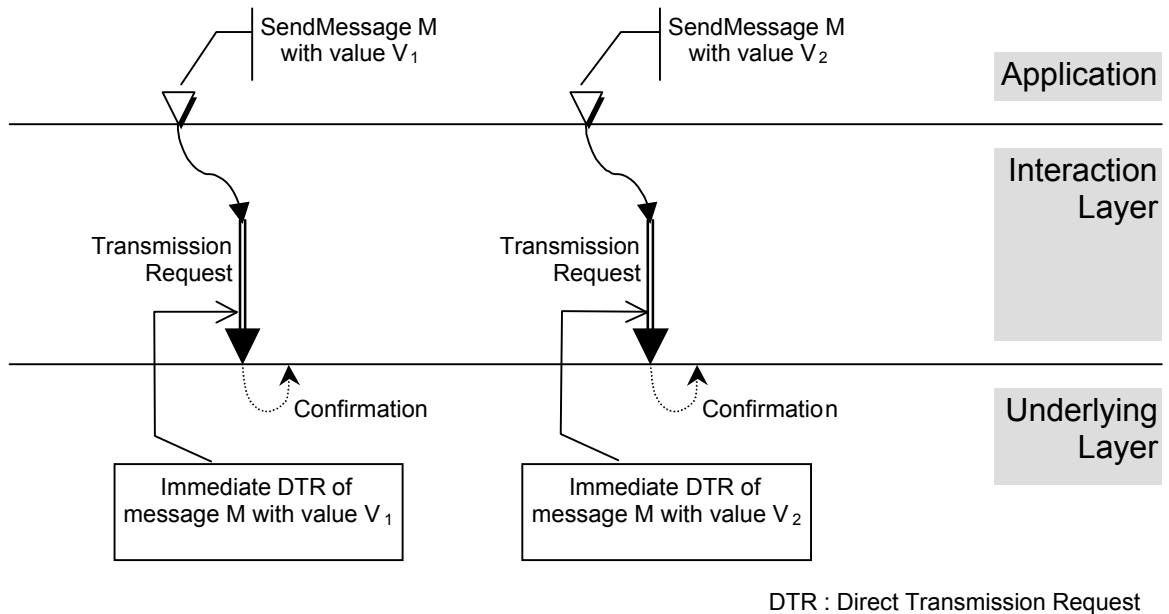 SendMessage M
with value V1
SendMessage M
with value V2
Application
Interaction
Layer
Transmission
Request
Transmission
Request
Confirmation
Confirmation
Underlying
Layer
Immediate DTR of
message M with value V1
Immediate DTR of
message M with value V2
DTR : Direct Transmission Request